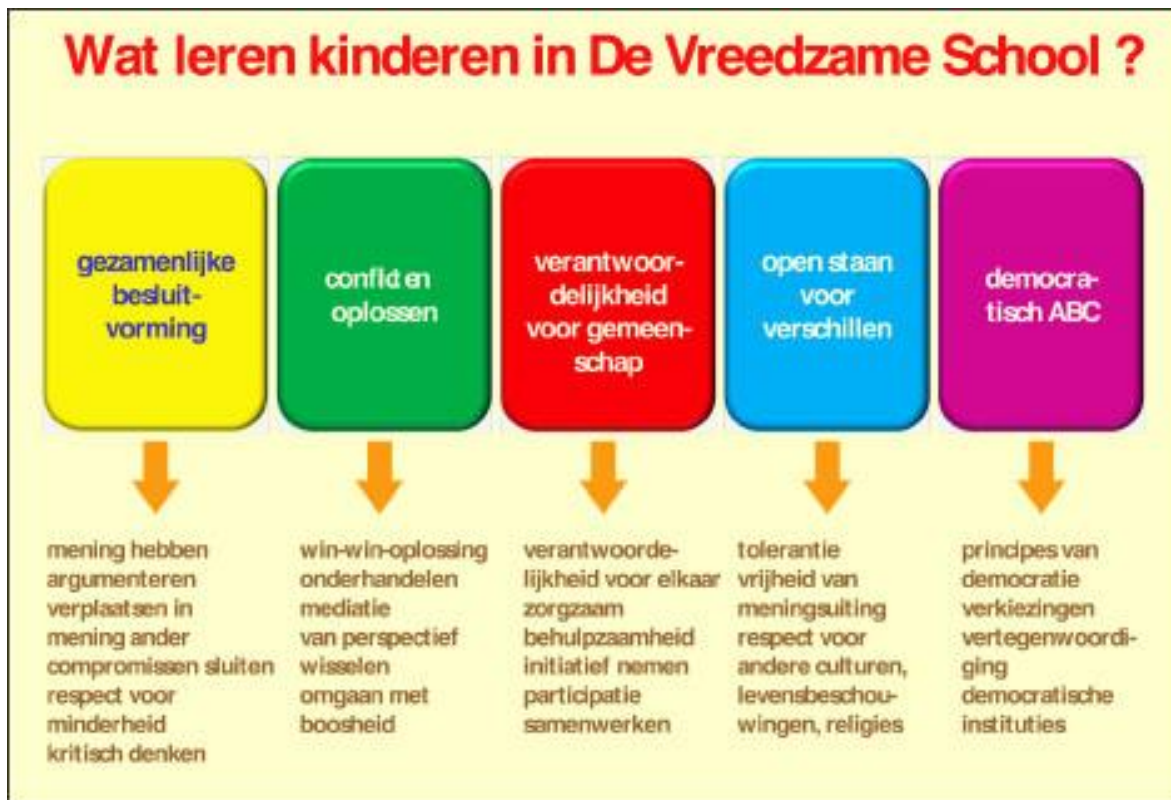 Wat leren kinderen in De Vreedzame School ?
gezamenlijke
besluit-
vorming
conflicten
oplossen
verantwoor-
delijkheid
voor gemeen-
schap
open staan
voor
verschillen
democra-
tisch ABC
mening hebben
argumenteren
verplaatsen in
mening ander
compromissen sluiten
respect voor
minderheid
kritisch denken
win-win-oplossing
onderhandelen
mediatie
van perspectief
wisselen
omgaan met
boosheid
verantwoorde-
lijkheid voor elkaar
zorgzaam
behulpzaamheid
initiatief nemen
participatie
samenwerken
tolerantie
vrijheid van
meningsuiting
respect voor
andere culturen,
levensbeschou-
wingen, religies
principes van
democratie
verkiezingen
vertegenwoordi-
ging
democratische
instituties